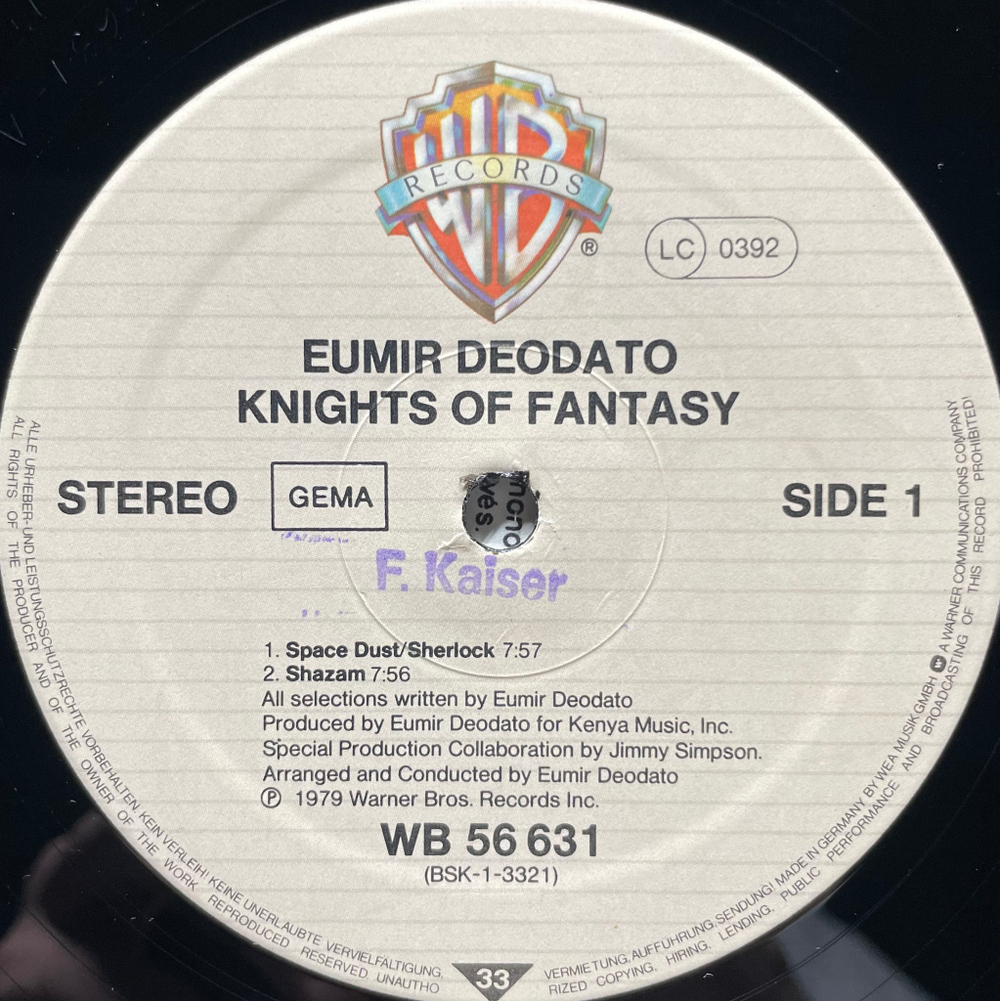 WB
RECORDS
®
LC 0392
EUMIR DEODATO
KNIGHTS OF FANTASY
STEREO
GEMA
mono
SIDE 1
F. Kaiser
1. Space Dust/Sherlock 7:57
2. Shazam 7:56
All selections written by Eumir Deodato
Produced by Eumir Deodato for Kenya Music, Inc.
Special Production Collaboration by Jimmy Simpson.
Arranged and Conducted by Eumir Deodato
℗ 1979 Warner Bros. Records Inc.
WB 56 631
(BSK-1-3321)
33
ALLE URHEBER-UND LEISTUNGSSCHUTZRECHTE VORBEHALTEN. KEIN VERLEIH! KEINE UNERLAUBTE VERVIELFÄLTIGUNG, VERMIETUNG, AUFFÜHRUNG, SENDUNG! MADE IN GERMANY BY WEA MUSIK GMBH A WARNER COMMUNICATIONS COMPANY
ALL RIGHTS OF THE PRODUCER AND OF THE OWNER OF THE WORK REPRODUCED RESERVED. UNAUTHORIZED COPYING, HIRING, LENDING, PUBLIC PERFORMANCE AND BROADCASTING OF THIS RECORD PROHIBITED!